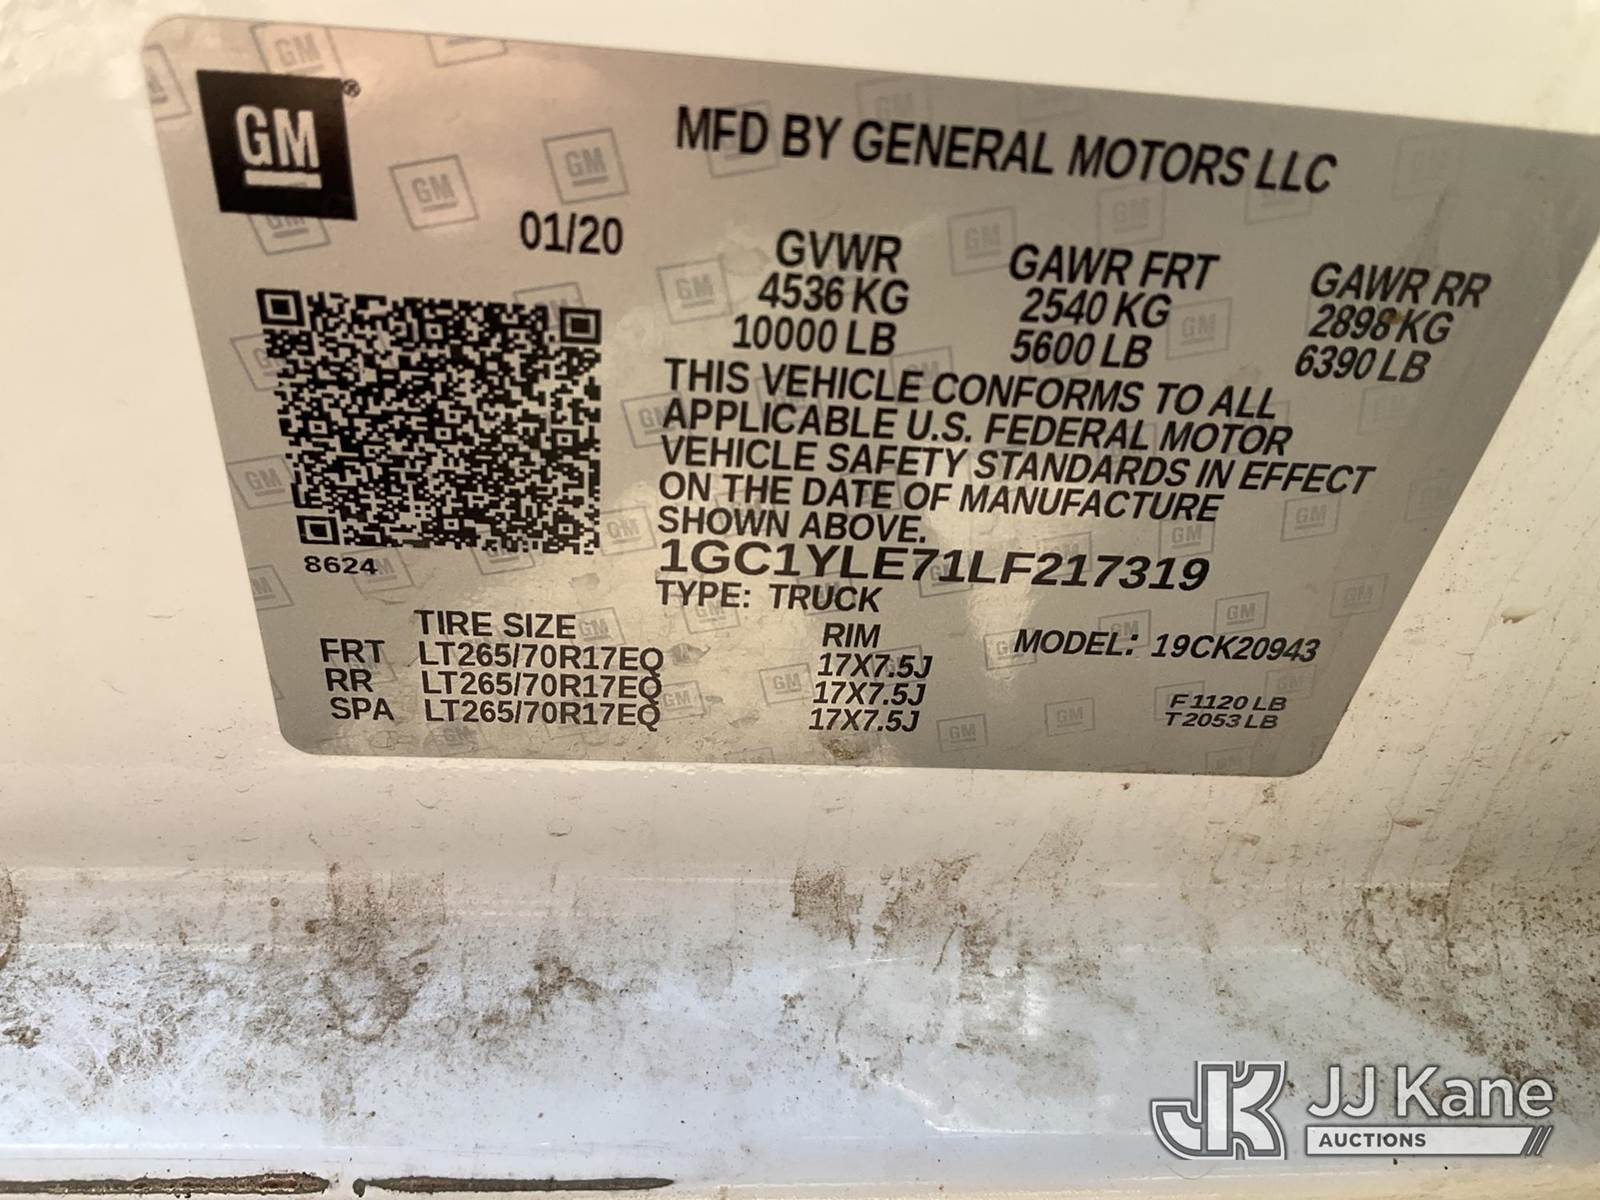 GM®
MFD BY GENERAL MOTORS LLC
01/20
GVWR GAWR FRT GAWR RR
4536 KG 2540 KG 2898 KG
10000 LB 5600 LB 6390 LB
THIS VEHICLE CONFORMS TO ALL
APPLICABLE U.S. FEDERAL MOTOR
VEHICLE SAFETY STANDARDS IN EFFECT
ON THE DATE OF MANUFACTURE
SHOWN ABOVE.
8624
1GC1YLE71LF217319
TYPE: TRUCK
TIRE SIZE RIM MODEL: 19CK20943
FRT LT265/70R17EQ 17X7.5J
RR LT265/70R17EQ 17X7.5J
SPA LT265/70R17EQ 17X7.5J
F 1120 LB
T 2053 LB
JK JJ Kane
AUCTIONS